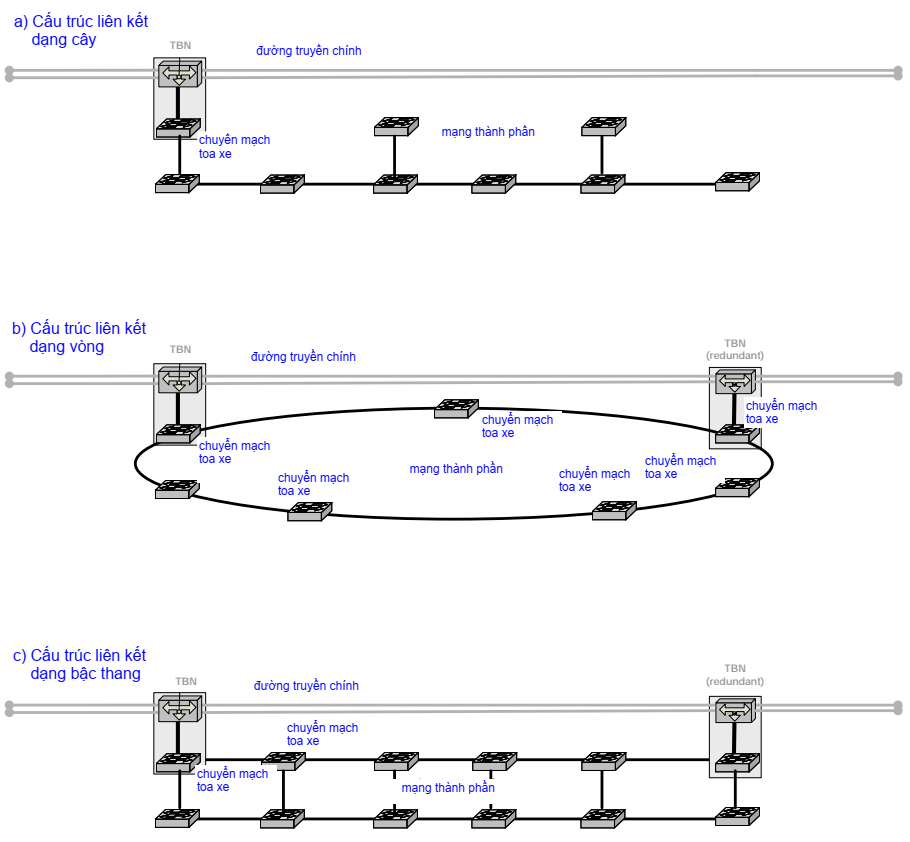 a) Cấu trúc liên kết
dạng cây
TBN
đường truyền chính
chuyển mạch
toa xe
mạng thành phần
b) Cấu trúc liên kết
dạng vòng
TBN
đường truyền chính
TBN
(redundant)
chuyển mạch
toa xe
chuyển mạch
toa xe
chuyển mạch
toa xe
mạng thành phần
chuyển mạch
toa xe
chuyển mạch
toa xe
chuyển mạch
toa xe
c) Cấu trúc liên kết
dạng bậc thang
TBN
đường truyền chính
TBN
(redundant)
chuyển mạch
toa xe
chuyển mạch
toa xe
mạng thành phần